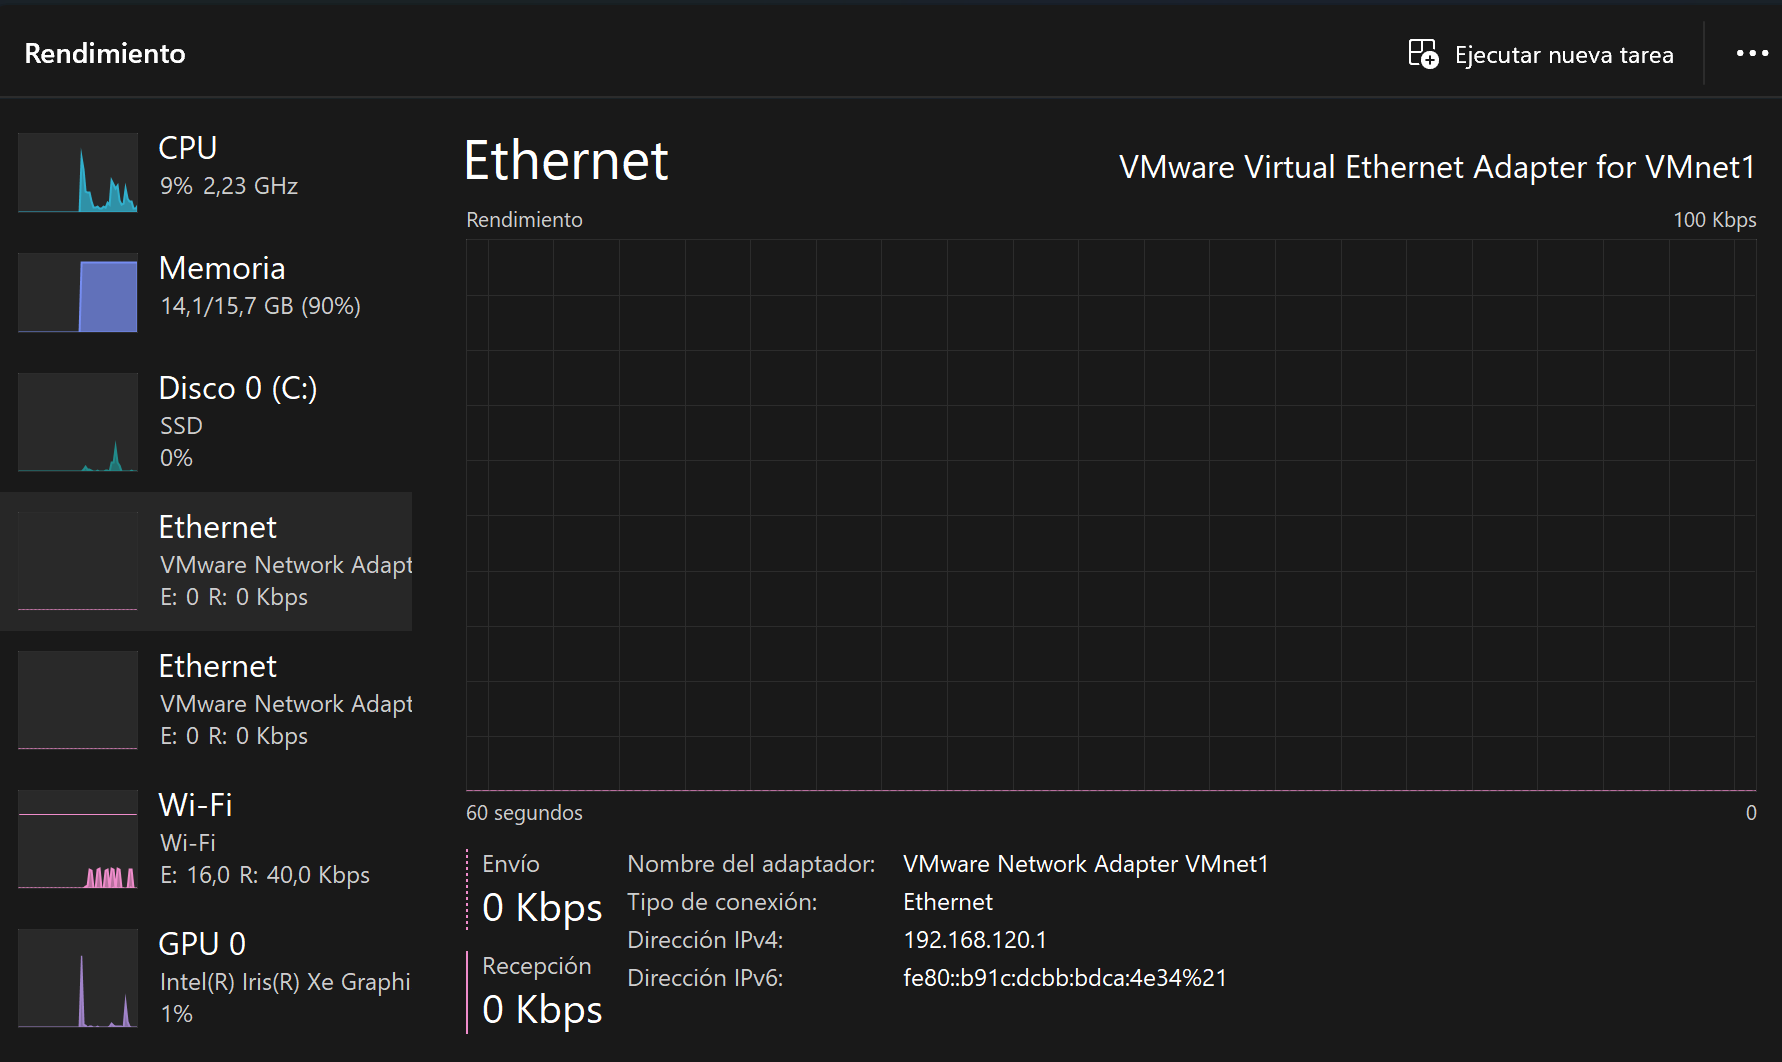 Rendimiento
Ejecutar nueva tarea
CPU
9% 2,23 GHz
Memoria
14,1/15,7 GB (90%)
Disco 0 (C:)
SSD
0%
Ethernet
VMware Network Adapt
E: 0 R: 0 Kbps
Ethernet
VMware Network Adapt
E: 0 R: 0 Kbps
Wi-Fi
Wi-Fi
E: 16,0 R: 40,0 Kbps
GPU 0
Intel(R) Iris(R) Xe Graphi
1%
Ethernet
VMware Virtual Ethernet Adapter for VMnet1
Rendimiento
100 Kbps
60 segundos
0
Envío
0 Kbps
Recepción
0 Kbps
Nombre del adaptador: VMware Network Adapter VMnet1
Tipo de conexión: Ethernet
Dirección IPv4: 192.168.120.1
Dirección IPv6: fe80::b91c:dcbb:bdca:4e34%21